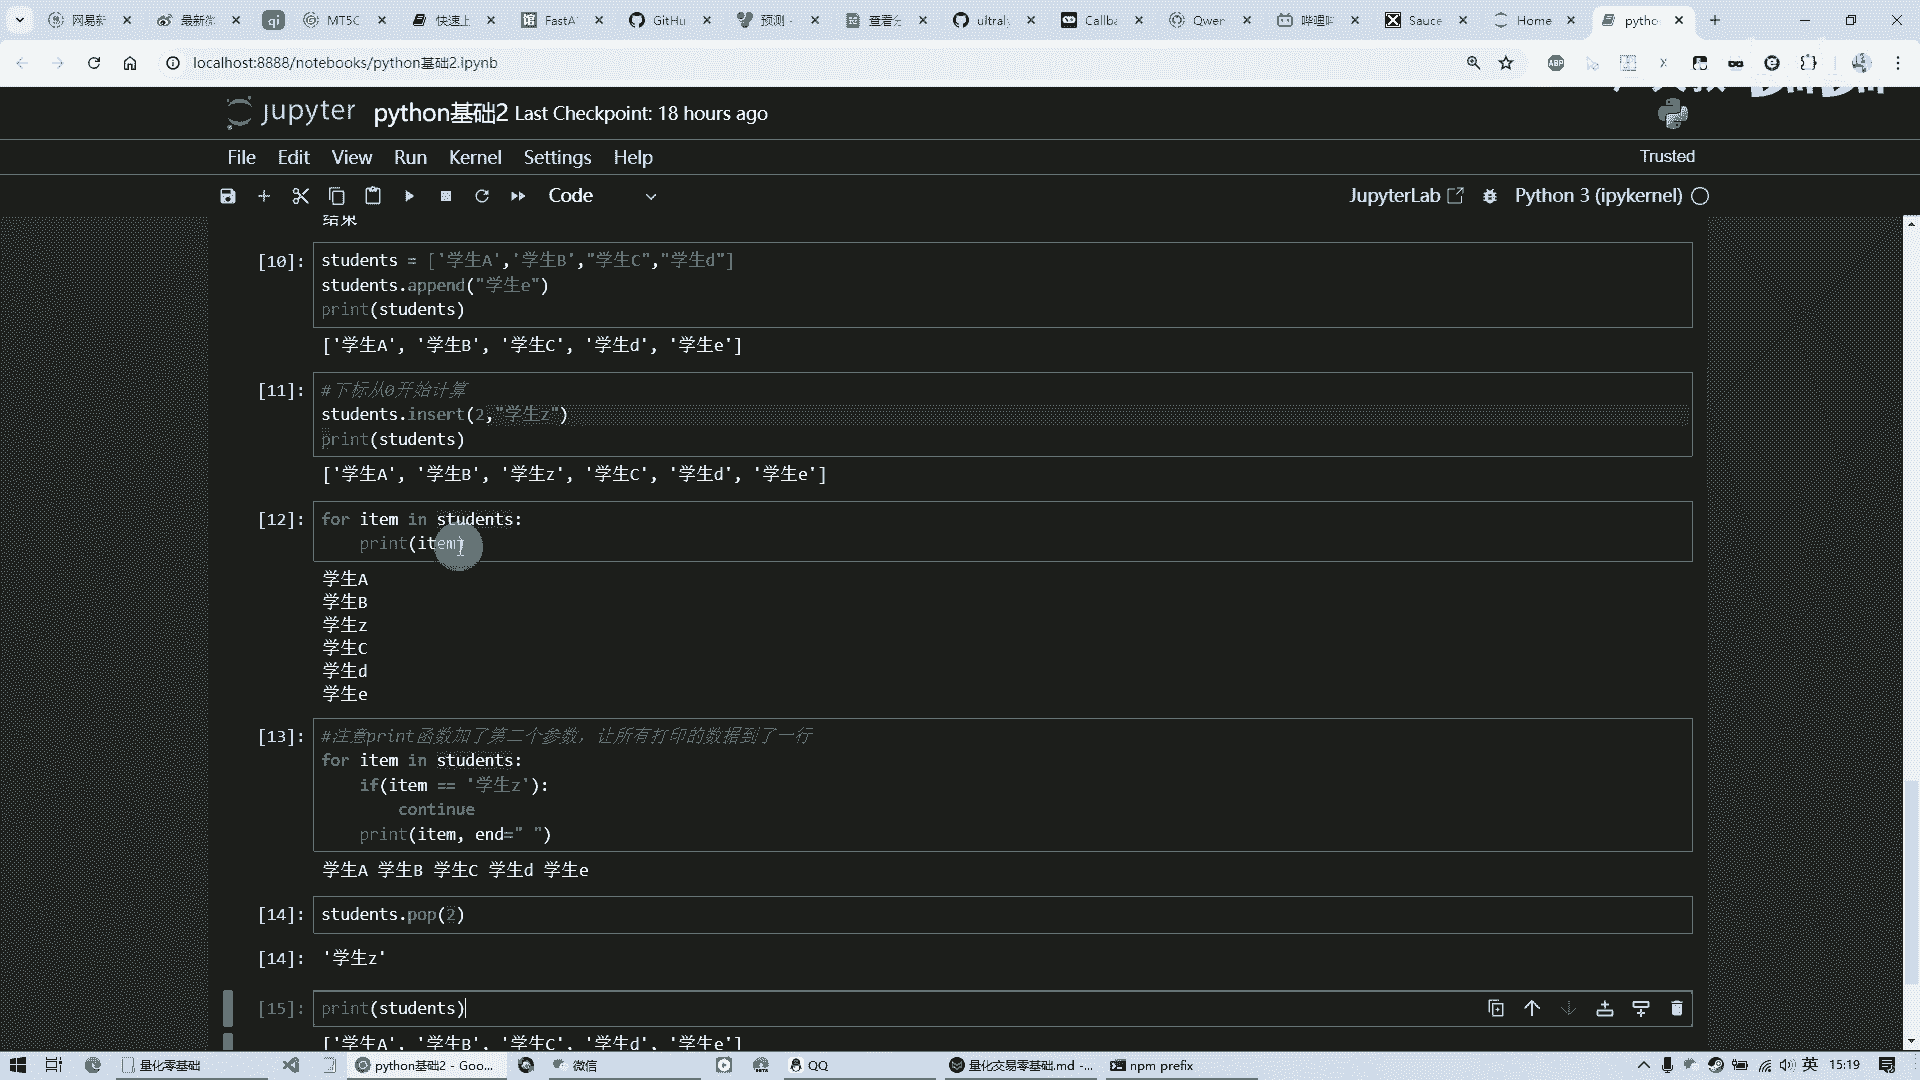 网易新 最新微 qi MT5C 快速上 FastA GitHu 预测 - 查看分 ultraly Callba Qwen 哔哩哔 Sauce Home pytho
localhost:8888/notebooks/python基础2.ipynb
jupyter python基础2 Last Checkpoint: 18 hours ago
File Edit View Run Kernel Settings Help Trusted
Code JupyterLab Python 3 (ipykernel)
结束
[10]: students = ['学生A','学生B',"学生C","学生d"]
students.append("学生e")
print(students)
['学生A', '学生B', '学生C', '学生d', '学生e']
[11]: #下标从0开始计算
students.insert(2,"学生z")
print(students)
['学生A', '学生B', '学生z', '学生C', '学生d', '学生e']
[12]: for item in students:
print(item)
学生A
学生B
学生z
学生C
学生d
学生e
[13]: #注意print函数加了第二个参数，让所有打印的数据到了一行
for item in students:
if(item == '学生z'):
continue
print(item, end=" ")
学生A 学生B 学生C 学生d 学生e
[14]: students.pop(2)
[14]: '学生z'
[15]: print(students)
['学生A', '学生B', '学生C', '学生d', '学生e']
量化零基础 python基础2 - Goo... 微信 QQ 量化交易零基础.md -... npm prefix 英 15:19